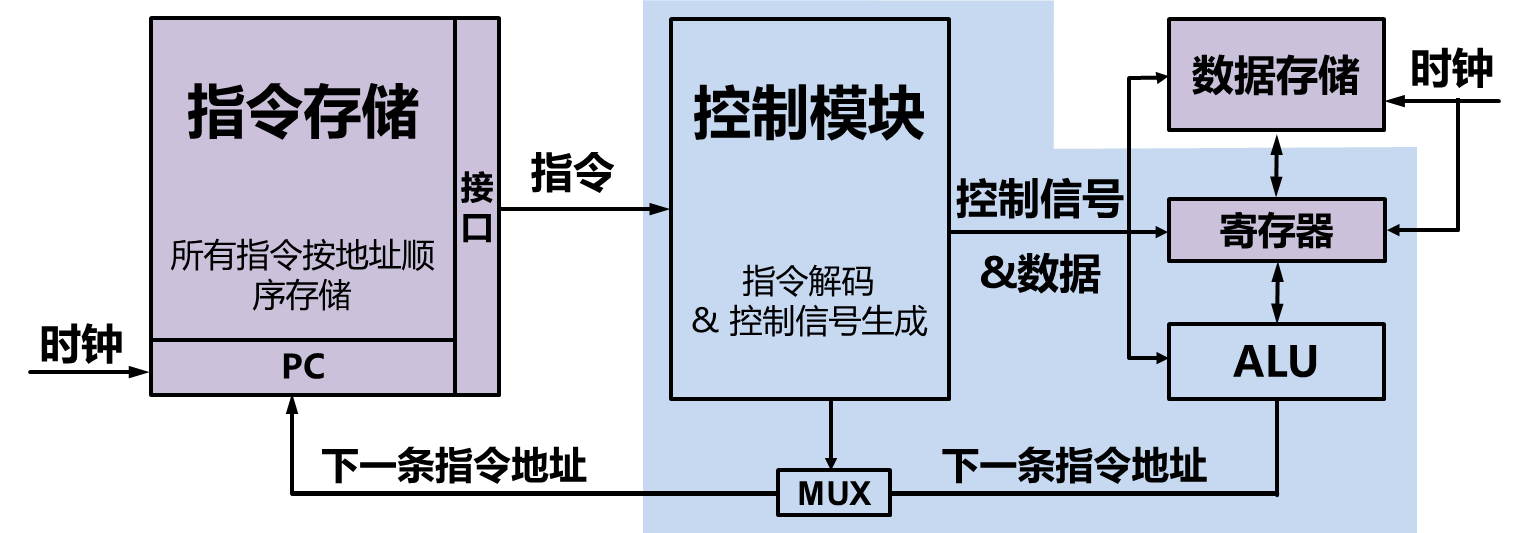 指令存储
所有指令按地址顺
序存储
PC
接
口
时钟
指令
控制模块
指令解码
& 控制信号生成
控制信号
&数据
数据存储
时钟
寄存器
ALU
下一条指令地址
MUX
下一条指令地址